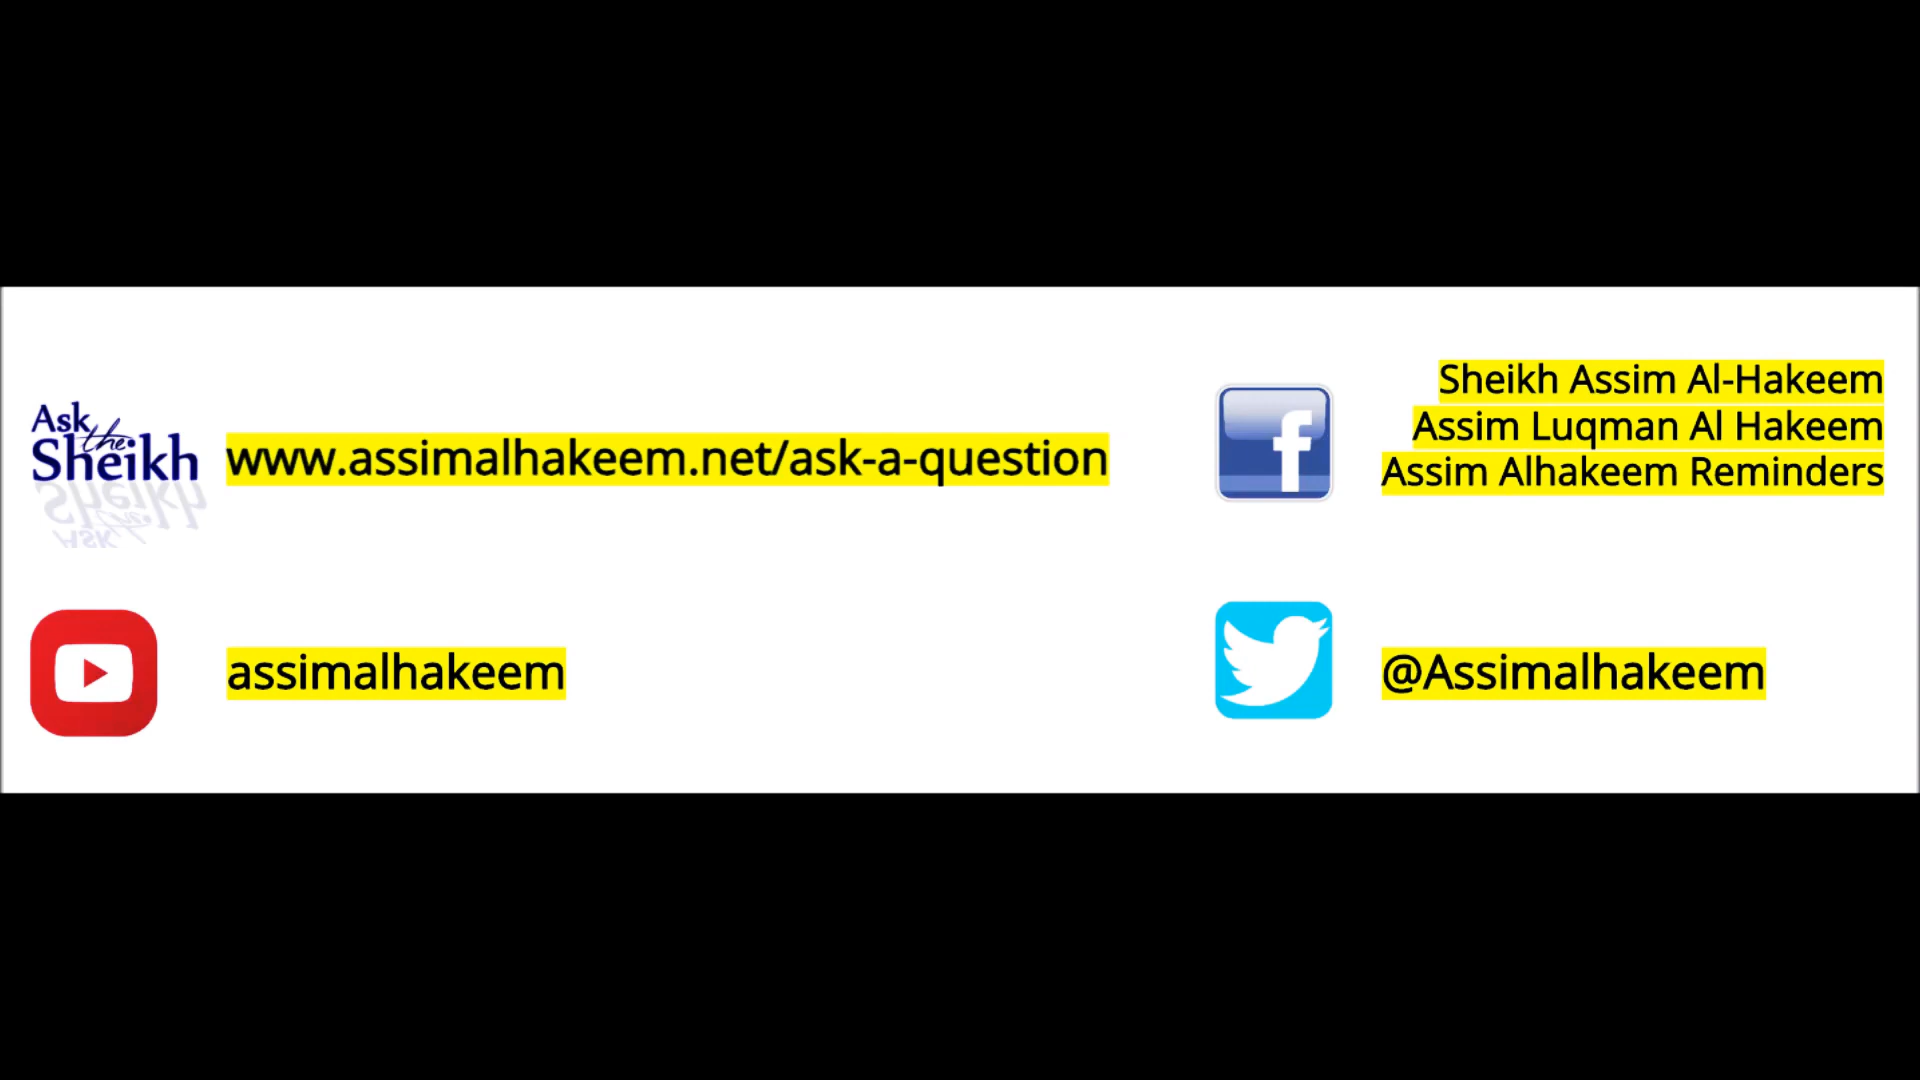 Ask
the
Sheikh
www.assimalhakeem.net/ask-a-question
Sheikh Assim Al-Hakeem
Assim Luqman Al Hakeem
Assim Alhakeem Reminders
assimalhakeem
@Assimalhakeem